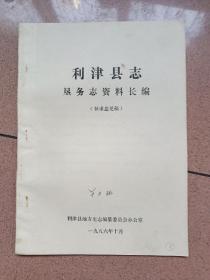 利津县志
垦务志资料长编
（征求意见稿）
利津县地方史志编纂委员会办公室
一九八六年十月